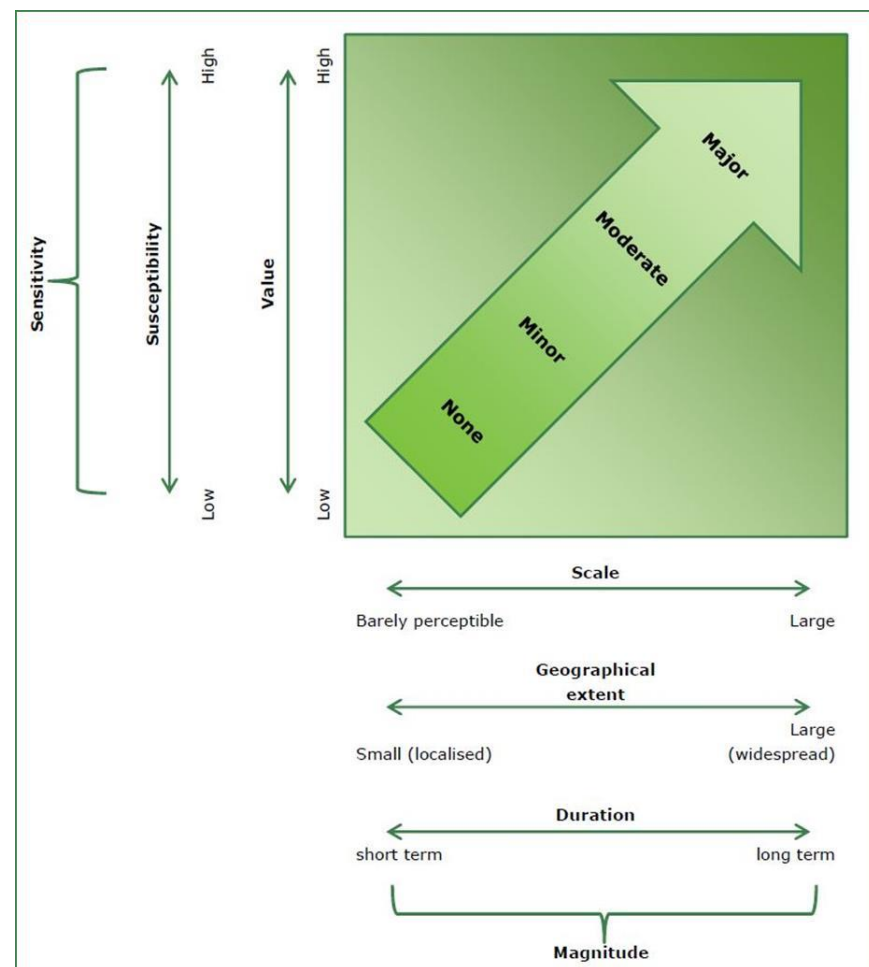 High
High
Sensitivity
Susceptibility
Value
Low
Low
Major
Moderate
Minor
None
Scale
Barely perceptible
Large
Geographical
extent
Large
Small (localised)
(widespread)
Duration
short term
long term
Magnitude